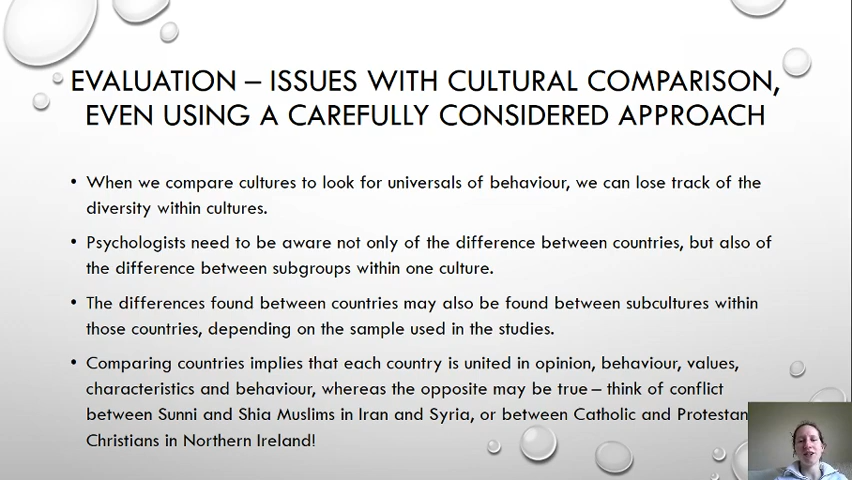 EVALUATION – ISSUES WITH CULTURAL COMPARISON,
EVEN USING A CAREFULLY CONSIDERED APPROACH
• When we compare cultures to look for universals of behaviour, we can lose track of the
diversity within cultures.
• Psychologists need to be aware not only of the difference between countries, but also of
the difference between subgroups within one culture.
• The differences found between countries may also be found between subcultures within
those countries, depending on the sample used in the studies.
• Comparing countries implies that each country is united in opinion, behaviour, values,
characteristics and behaviour, whereas the opposite may be true – think of conflict
between Sunni and Shia Muslims in Iran and Syria, or between Catholic and Protestan
Christians in Northern Ireland!